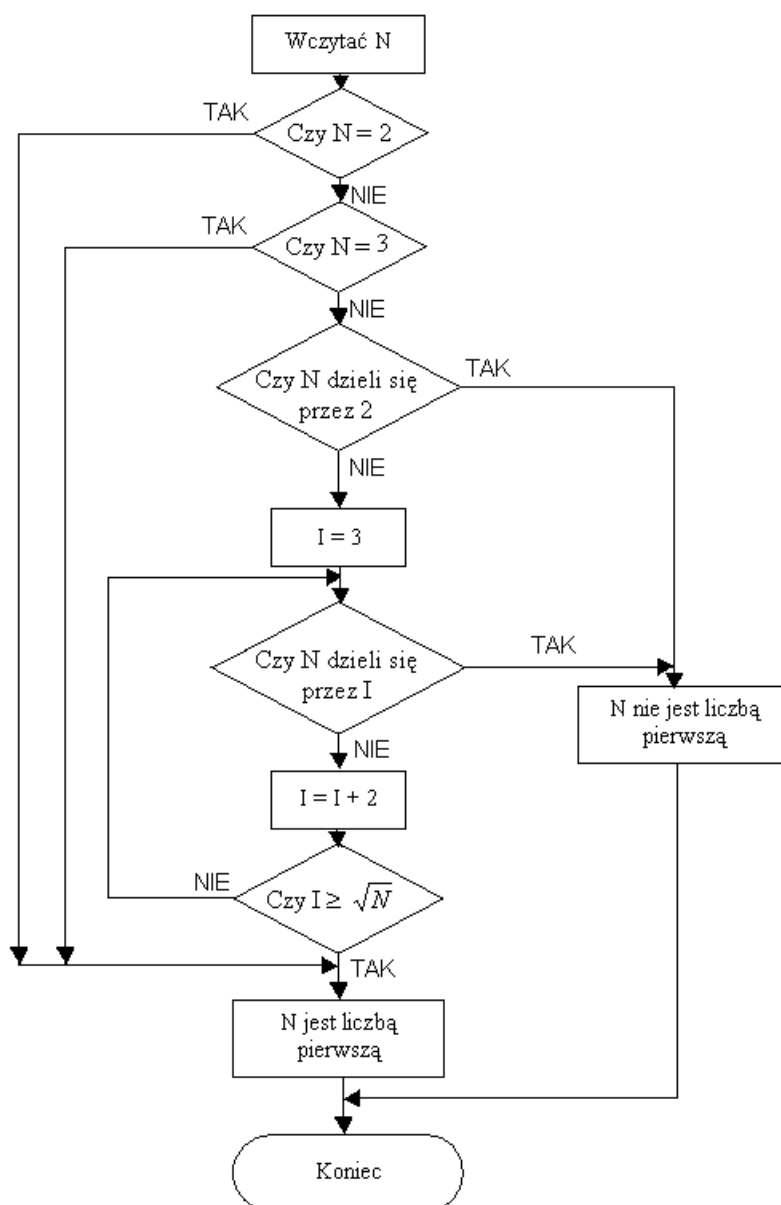 Wczytać N
TAK
Czy N = 2
NIE
TAK
Czy N = 3
NIE
Czy N dzieli się
przez 2
TAK
NIE
I = 3
Czy N dzieli się
przez I
TAK
N nie jest liczbą
pierwszą
NIE
I = I + 2
NIE
Czy I ≥ √N
TAK
N jest liczbą
pierwszą
Koniec